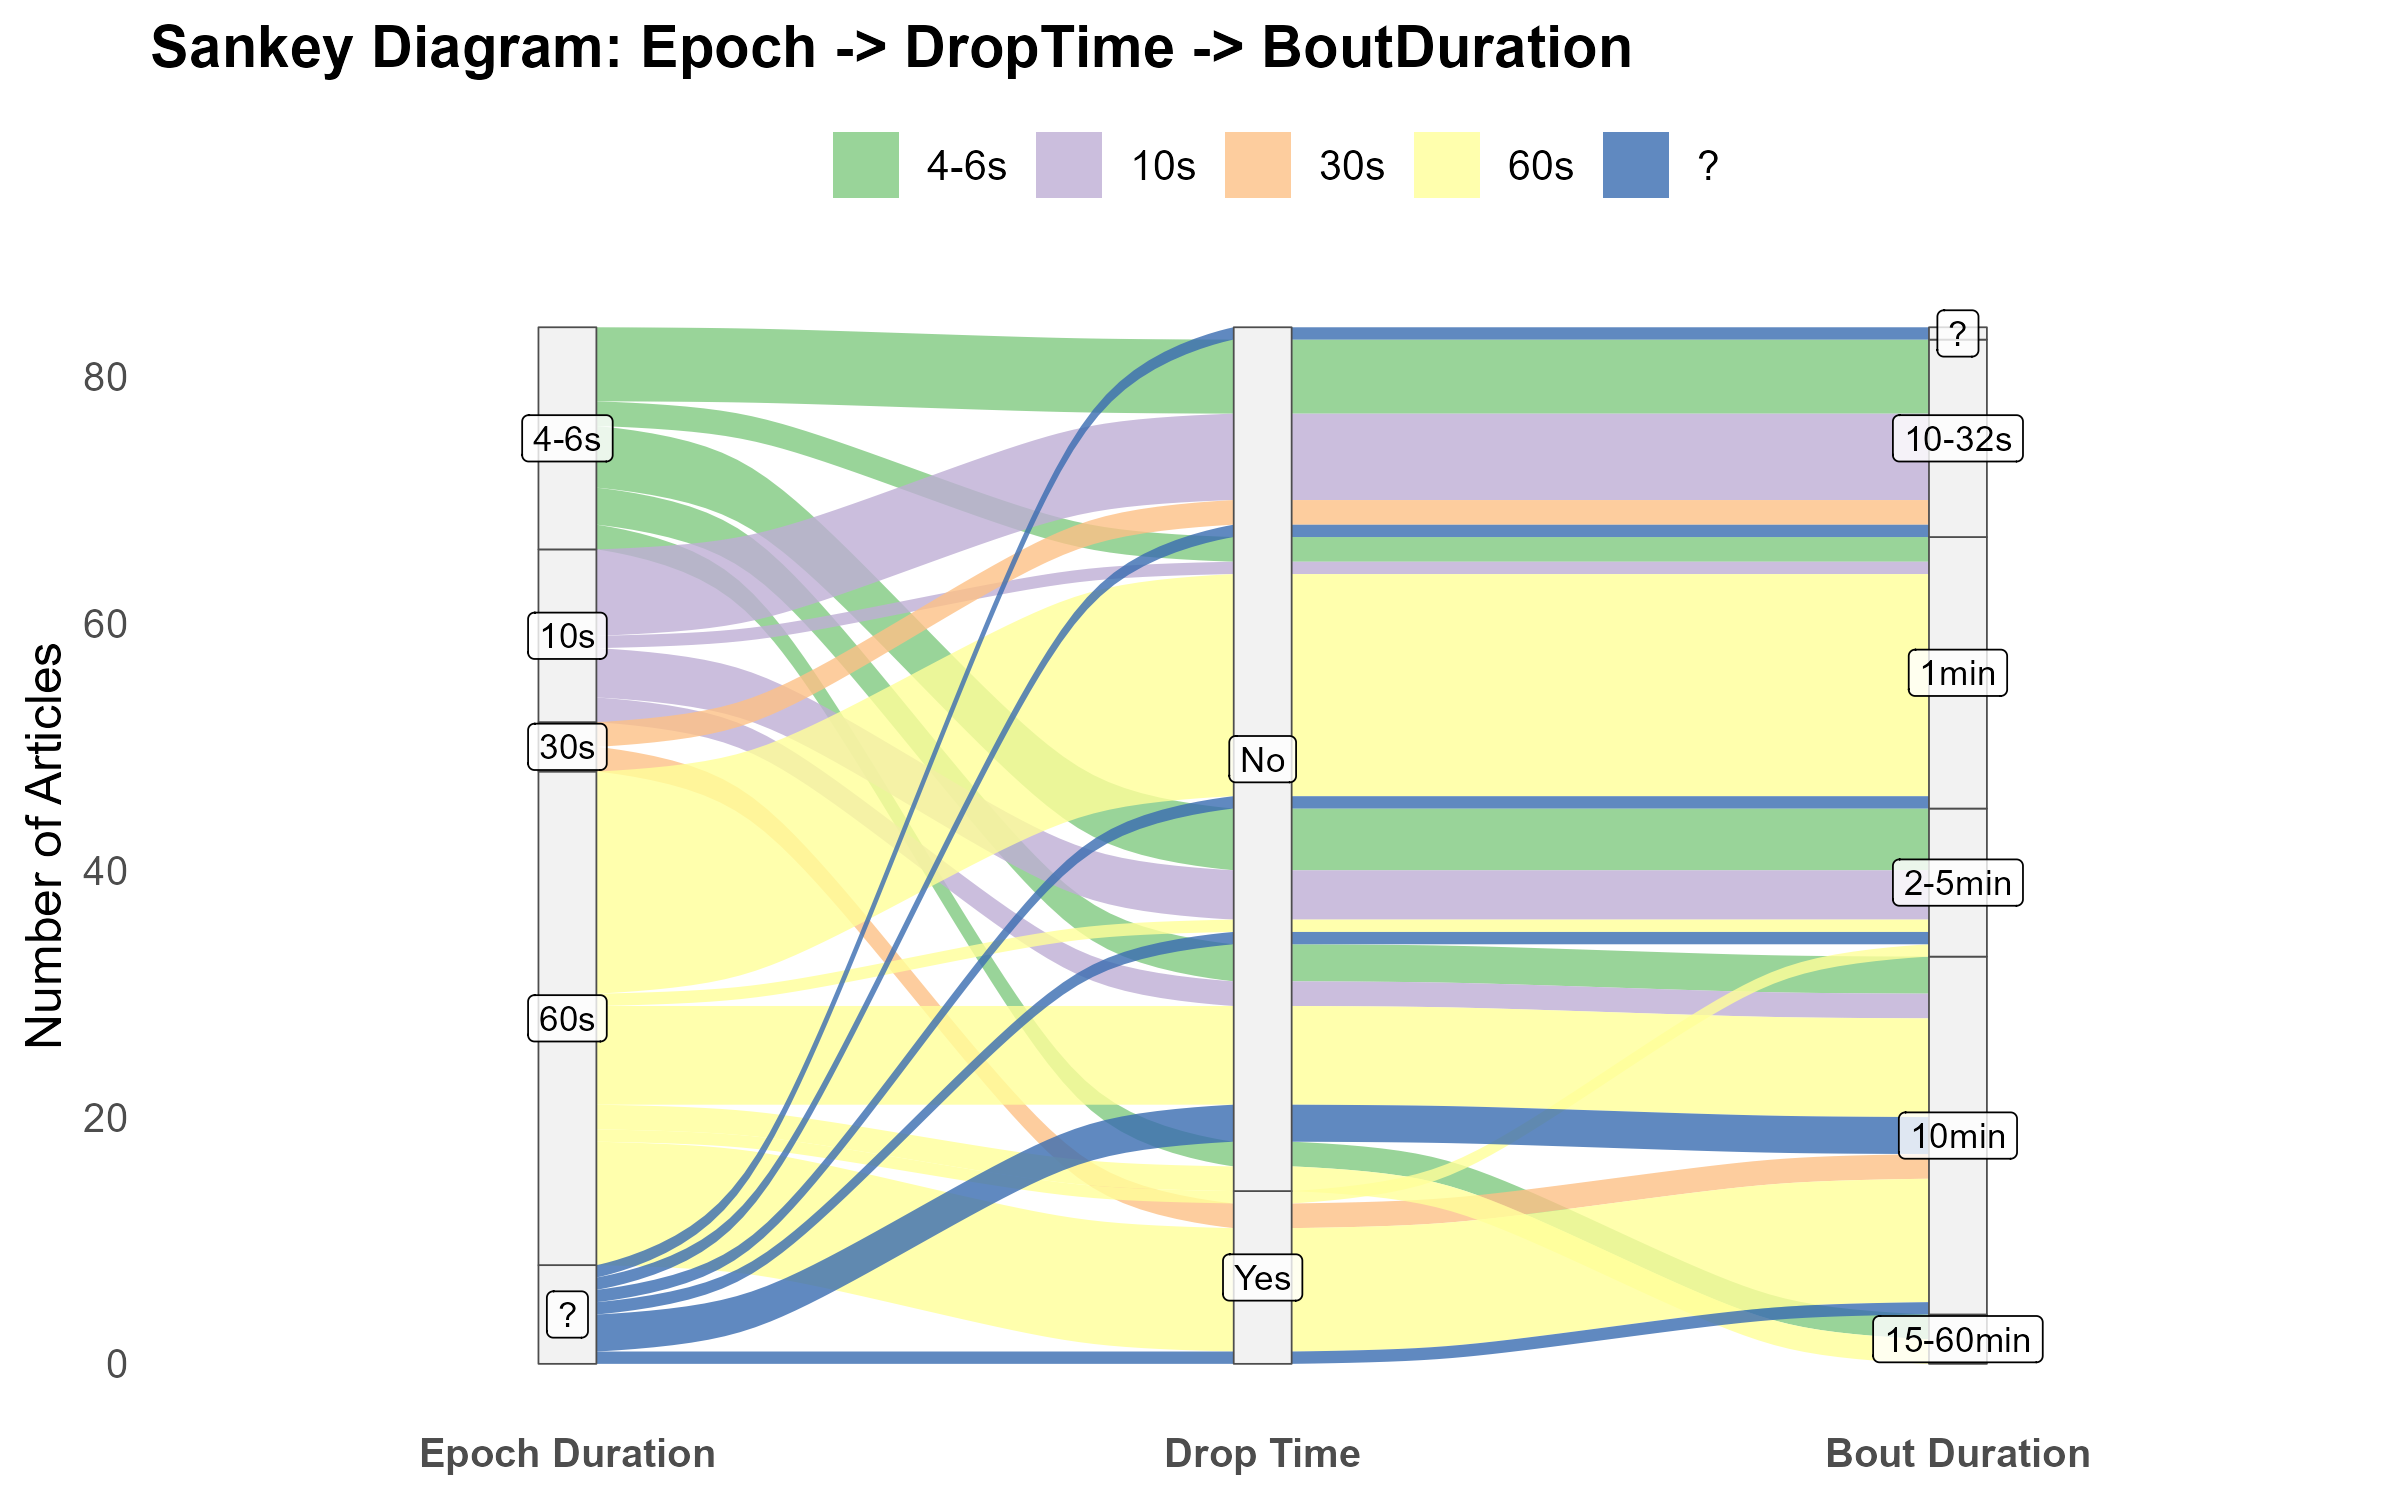 Sankey Diagram: Epoch -> DropTime -> BoutDuration
4-6s 10s 30s 60s ?
Number of Articles
80
60
40
20
0
4-6s
10s
30s
60s
?
No
Yes
?
10-32s
1min
2-5min
10min
15-60min
Epoch Duration
Drop Time
Bout Duration